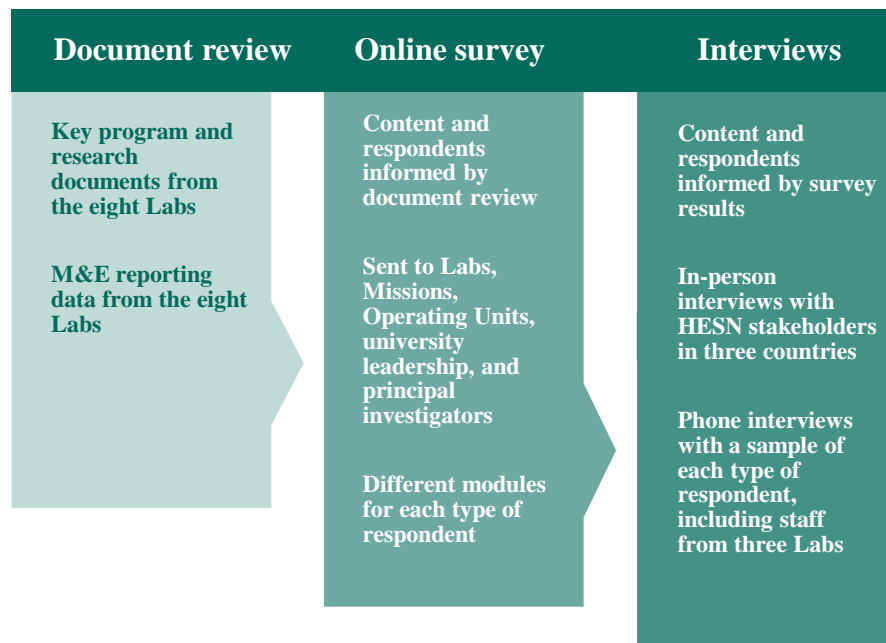 Document review
Key program and
research
documents from
the eight Labs
M&E reporting
data from the eight
Labs
Online survey
Content and
respondents
informed by
document review
Sent to Labs,
Missions,
Operating Units,
university
leadership, and
principal
investigators
Different modules
for each type of
respondent
Interviews
Content and
respondents
informed by survey
results
In-person
interviews with
HESN stakeholders
in three countries
Phone interviews
with a sample of
each type of
respondent,
including staff
from three Labs